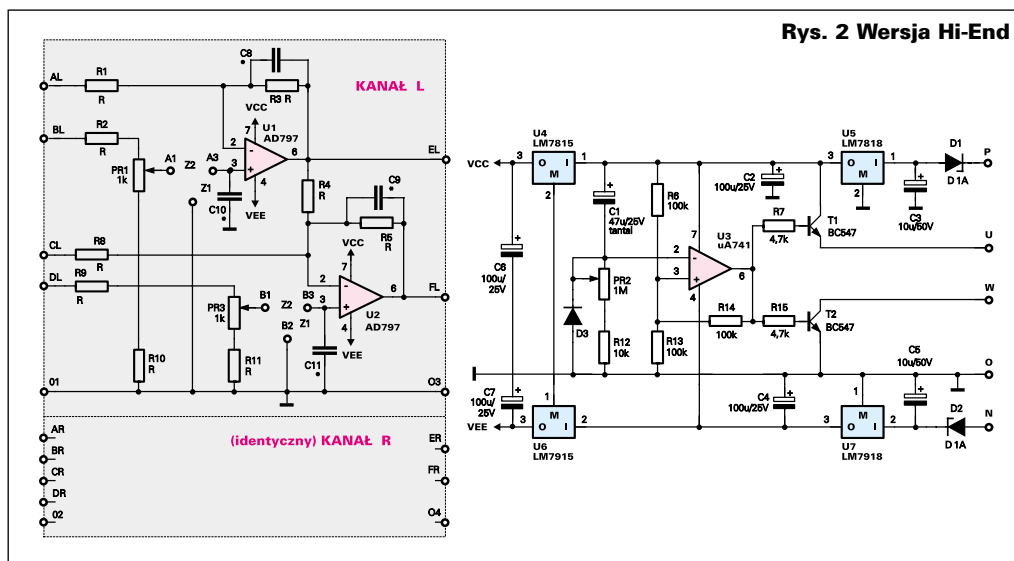 Rys. 2 Wersja Hi-End
KANAŁ L
AL
R1
R
C8
R3 R
VCC
7
U1
AD797
2
3
6
4
VEE
EL
BL
R2
R
PR1
1k
A1
Z2
A3
Z1
C10
R4
R
C9
R5
R
CL
R8
R
DL
R9
R
PR3
1k
B1
Z2
B3
Z1
B2
VCC
7
2
3
6
4
U2
AD797
VEE
FL
R10
R
R11
R
C11
01
O3
(identyczny) KANAŁ R
AR
BR
CR
DR
02
ER
FR
O4
VCC
3
U4
LM7815
O
I
M
1
2
C1
47u/25V
tantal
R6
100k
C2
100u/25V
U5
LM7818
3
O
I
M
1
2
D1
D 1A
P
C3
10u/50V
C6
100u/
25V
U3
uA741
7
2
3
6
4
R7
4,7k
T1
BC547
U
W
PR2
1M
D3
R12
10k
R13
100k
R14
100k
R15
4,7k
T2
BC547
O
C7
100u/
25V
C4
100u/25V
C5
10u/50V
VEE
3
1
M
O
I
2
U6
LM7915
3
1
M
O
I
2
U7
LM7918
D2
D 1A
N